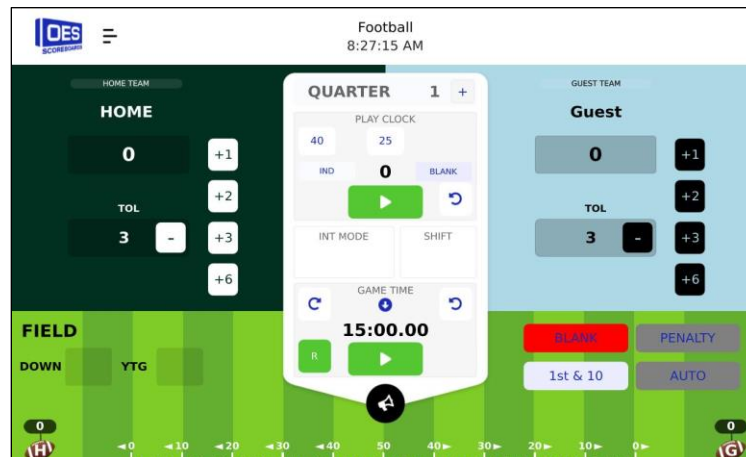 OES
SCOREBOARDS
Football
8:27:15 AM
HOME TEAM
HOME
0
+1
+2
TOL
3
-
+3
+6
QUARTER 1 +
PLAY CLOCK
40 25
IND 0 BLANK
INT MODE SHIFT
GAME TIME
15:00.00
R
GUEST TEAM
Guest
0
+1
+2
TOL
3
-
+3
+6
FIELD
DOWN YTG
BLANK PENALTY
1st & 10 AUTO
0 0
H ◄0 ◄10 ◄20 ◄30 ◄40 50 40► 30► 20► 10► 0► G